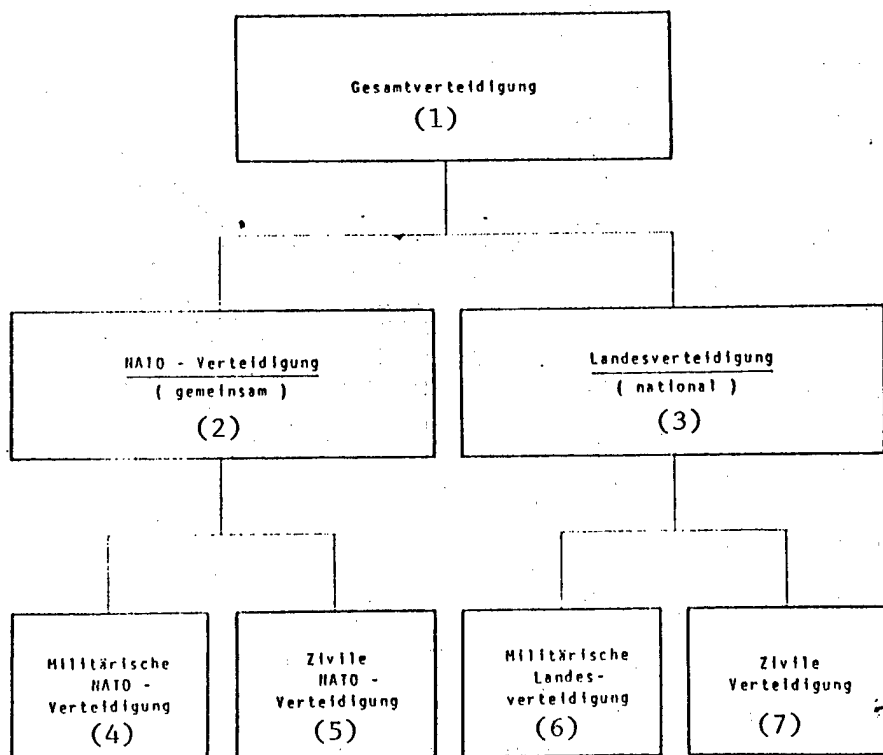 Gesamtverteidigung
(1)
NATO - Verteidigung
( gemeinsam )
(2)
Landesverteidigung
( national )
(3)
Militärische
NATO -
Verteidigung
(4)
Zivile
NATO -
Verteidigung
(5)
Militärische
Landes-
verteidigung
(6)
Zivile
Verteidigung
(7)